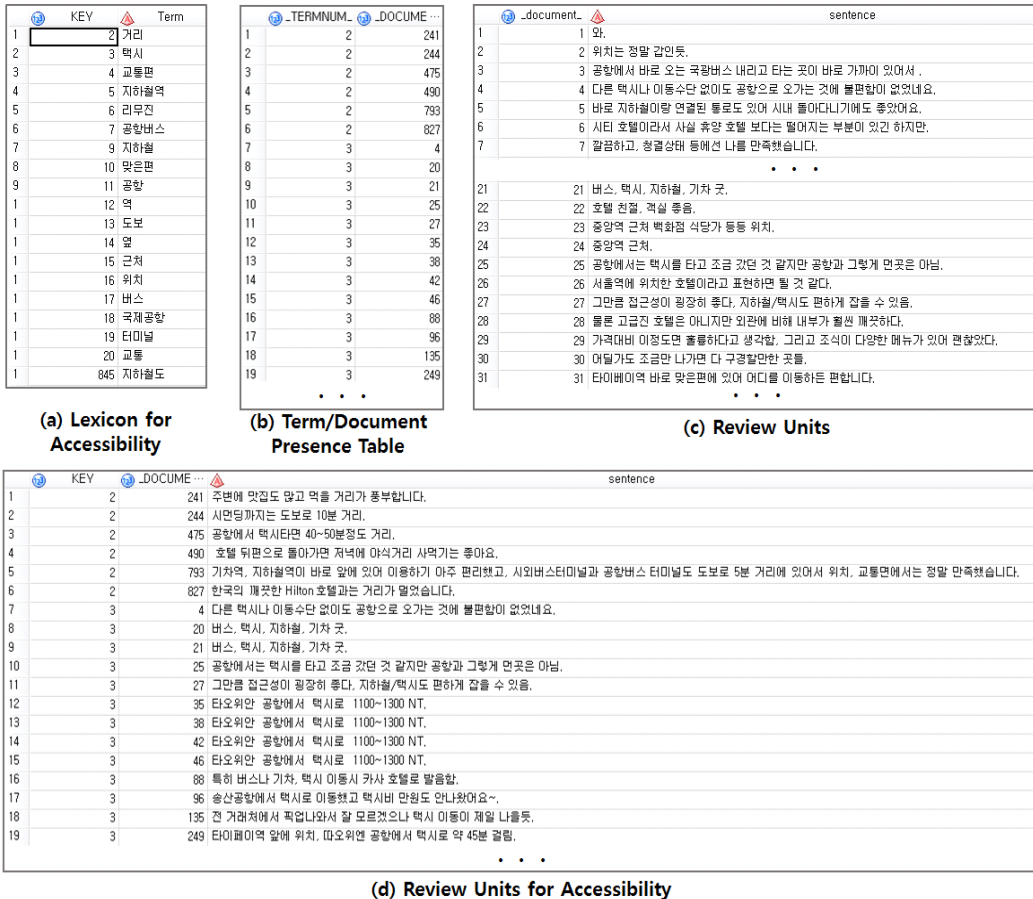 KEY Term
1 2 거리
2 3 택시
3 4 교통편
4 5 지하철역
5 6 리무진
6 7 공항버스
7 9 지하철
8 10 맞은편
9 11 공항
1 12 역
1 13 도보
1 14 옆
1 15 근처
1 16 위치
1 17 버스
1 18 국제공항
1 19 터미널
1 20 교통
1 845 지하철도
(a) Lexicon for
Accessibility
_TERMNUM_ _DOCUME ...
1 2 241
2 2 244
3 2 475
4 2 490
5 2 793
6 2 827
7 3 4
8 3 20
9 3 21
10 3 25
11 3 27
12 3 35
13 3 38
14 3 42
15 3 46
16 3 88
17 3 96
18 3 135
19 3 249
• • •
(b) Term/Document
Presence Table
_document_ sentence
1 1 와.
2 2 위치는 정말 갑인듯.
3 3 공항에서 바로 오는 국광버스 내리고 타는 곳이 바로 가까이 있어서 .
4 4 다른 택시나 이동수단 없이도 공항으로 오가는 것에 불편함이 없었네요.
5 5 바로 지하철이랑 연결된 통로도 있어 시내 돌아다니기에도 좋았어요.
6 6 시티 호텔이라서 사실 휴양 호텔 보다는 떨어지는 부분이 있긴 하지만.
7 7 깔끔하고, 청결상태 등에선 나름 만족했습니다.
• • •
21 21 버스, 택시, 지하철, 기차 굿.
22 22 호텔 친절, 객실 좋음.
23 23 중앙역 근처 백화점 식당가 등등 위치.
24 24 중앙역 근처.
25 25 공항에서는 택시를 타고 조금 갔던 것 같지만 공항과 그렇게 먼곳은 아님.
26 26 서울역에 위치한 호텔이라고 표현하면 될 것 같다.
27 27 그만큼 접근성이 굉장히 좋다, 지하철/택시도 편하게 잡을 수 있음.
28 28 물론 고급진 호텔은 아니지만 외관에 비해 내부가 훨씬 깨끗하다.
29 29 가격대비 이정도면 훌륭하다고 생각함, 그리고 조식이 다양한 메뉴가 있어 괜찮았다.
30 30 어딜가도 조금만 나가면 다 구경할만한 곳들.
31 31 타이베이역 바로 맞은편에 있어 어디를 이동하든 편합니다.
• • •
(c) Review Units
KEY _DOCUME ... sentence
1 2 241 주변에 맛집도 많고 먹을 거리가 풍부합니다.
2 2 244 시먼딩까지는 도보로 10분 거리.
3 2 475 공항에서 택시타면 40~50분정도 거리.
4 2 490 호텔 뒤편으로 돌아가면 저녁에 야식거리 사먹기는 좋아요.
5 2 793 기차역, 지하철역이 바로 앞에 있어 이용하기 아주 편리했고, 시외버스터미널과 공항버스 터미널도 도보로 5분 거리에 있어서 위치, 교통면에서는 정말 만족했습니다.
6 2 827 한국의 깨끗한 Hilton 호텔과는 거리가 멀었습니다.
7 3 4 다른 택시나 이동수단 없이도 공항으로 오가는 것에 불편함이 없었네요.
8 3 20 버스, 택시, 지하철, 기차 굿.
9 3 21 버스, 택시, 지하철, 기차 굿.
10 3 25 공항에서는 택시를 타고 조금 갔던 것 같지만 공항과 그렇게 먼곳은 아님.
11 3 27 그만큼 접근성이 굉장히 좋다, 지하철/택시도 편하게 잡을 수 있음.
12 3 35 타오위안 공항에서 택시로 1100~1300 NT.
13 3 38 타오위안 공항에서 택시로 1100~1300 NT.
14 3 42 타오위안 공항에서 택시로 1100~1300 NT.
15 3 46 타오위안 공항에서 택시로 1100~1300 NT.
16 3 88 특히 버스나 기차, 택시 이동시 카사 호텔로 발음함.
17 3 96 송산공항에서 택시로 이동했고 택시비 만원도 안나왔어요~.
18 3 135 전 거래처에서 픽업나와서 잘 모르겠으나 택시 이동이 제일 나을듯.
19 3 249 타이페이역 앞에 위치, 따오위엔 공항에서 택시로 약 45분 걸림.
• • •
(d) Review Units for Accessibility